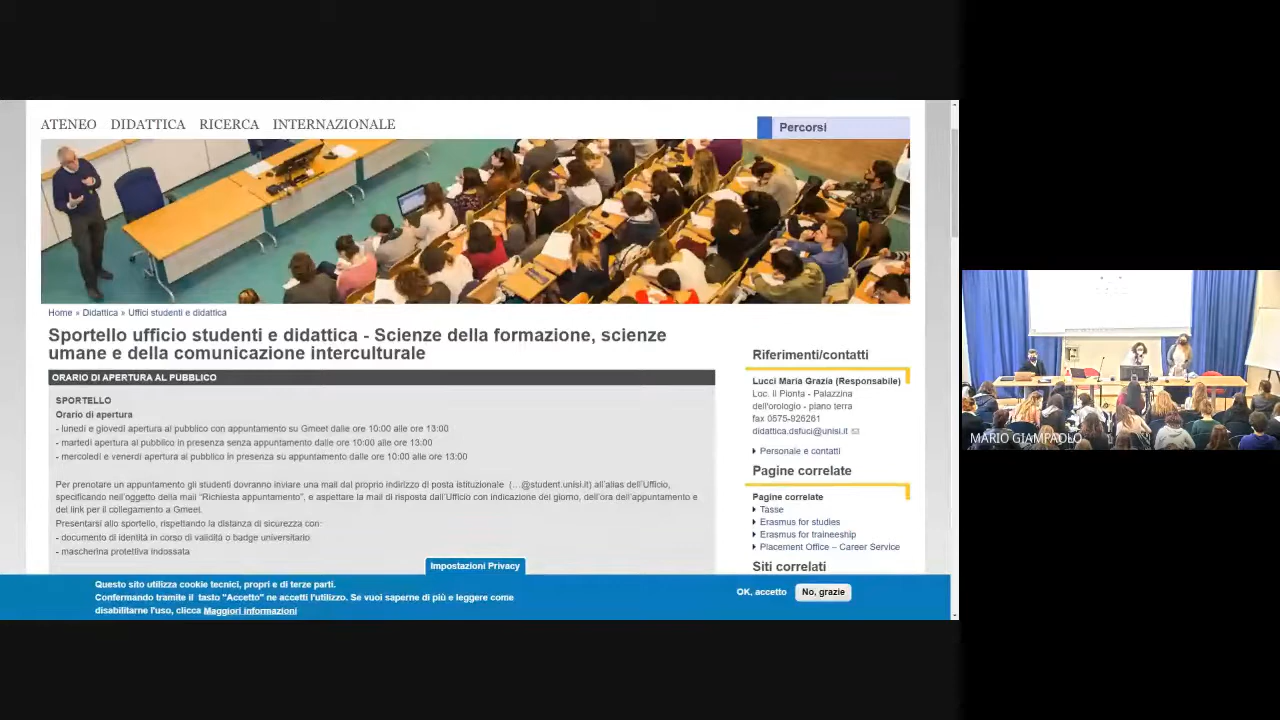 ATENEO DIDATTICA RICERCA INTERNAZIONALE
Percorsi
Home » Didattica » Uffici studenti e didattica
Sportello ufficio studenti e didattica - Scienze della formazione, scienze
umane e della comunicazione interculturale
ORARIO DI APERTURA AL PUBBLICO
SPORTELLO
Orario di apertura
- lunedì e giovedì apertura al pubblico con appuntamento su Gmeet dalle ore 10:00 alle ore 13:00
- martedì apertura al pubblico in presenza senza appuntamento dalle ore 10:00 alle ore 13:00
- mercoledì e venerdì apertura al pubblico in presenza su appuntamento dalle ore 10:00 alle ore 13:00
Per prenotare un appuntamento gli studenti dovranno inviare una mail dal proprio indirizzo di posta istituzionale (...@student.unisi.it) all'alias dell'Ufficio,
specificando nell'oggetto della mail "Richiesta appuntamento", e aspettare la mail di risposta dall'Ufficio con indicazione del giorno, dell'ora dell'appuntamento e
del link per il collegamento a Gmeet.
Presentarsi allo sportello, rispettando la distanza di sicurezza con:
- documento di identità in corso di validità o badge universitario
- mascherina protettiva indossata
Riferimenti/contatti
Lucci Maria Grazia (Responsabile)
Loc. il Pionta - Palazzina
dell'orologio - piano terra
fax 0575-926261
didattica.dsfuci@unisi.it
Personale e contatti
Pagine correlate
Pagine correlate
Tasse
Erasmus for studies
Erasmus for traineeship
Placement Office – Career Service
Siti correlati
Impostazioni Privacy
Questo sito utilizza cookie tecnici, propri e di terze parti.
Confermando tramite il tasto "Accetto" ne accetti l'utilizzo. Se vuoi saperne di più e leggere come
disabilitarne l'uso, clicca Maggiori informazioni
OK, accetto
No, grazie
MARIO GIAMPAOLO